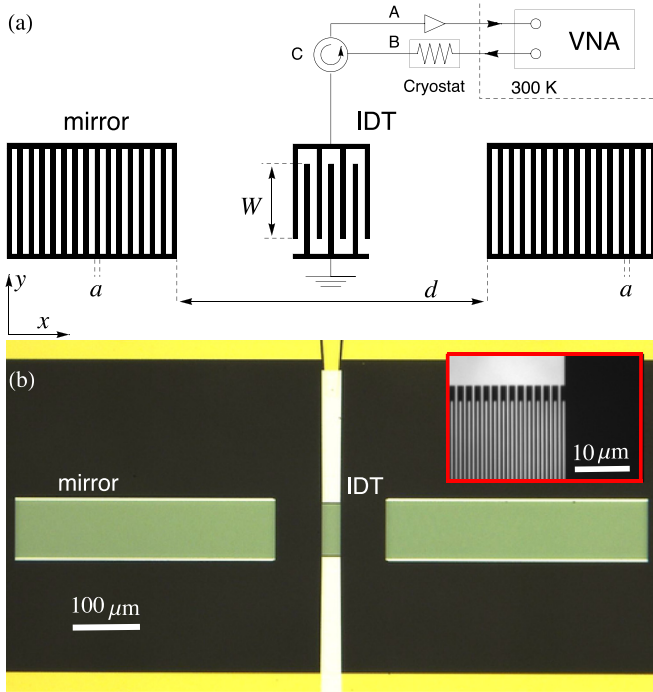 (a)
A
B
C
VNA
Cryostat
300 K
mirror
IDT
W
a
d
a
y
x
(b)
mirror
IDT
10 μm
100 μm